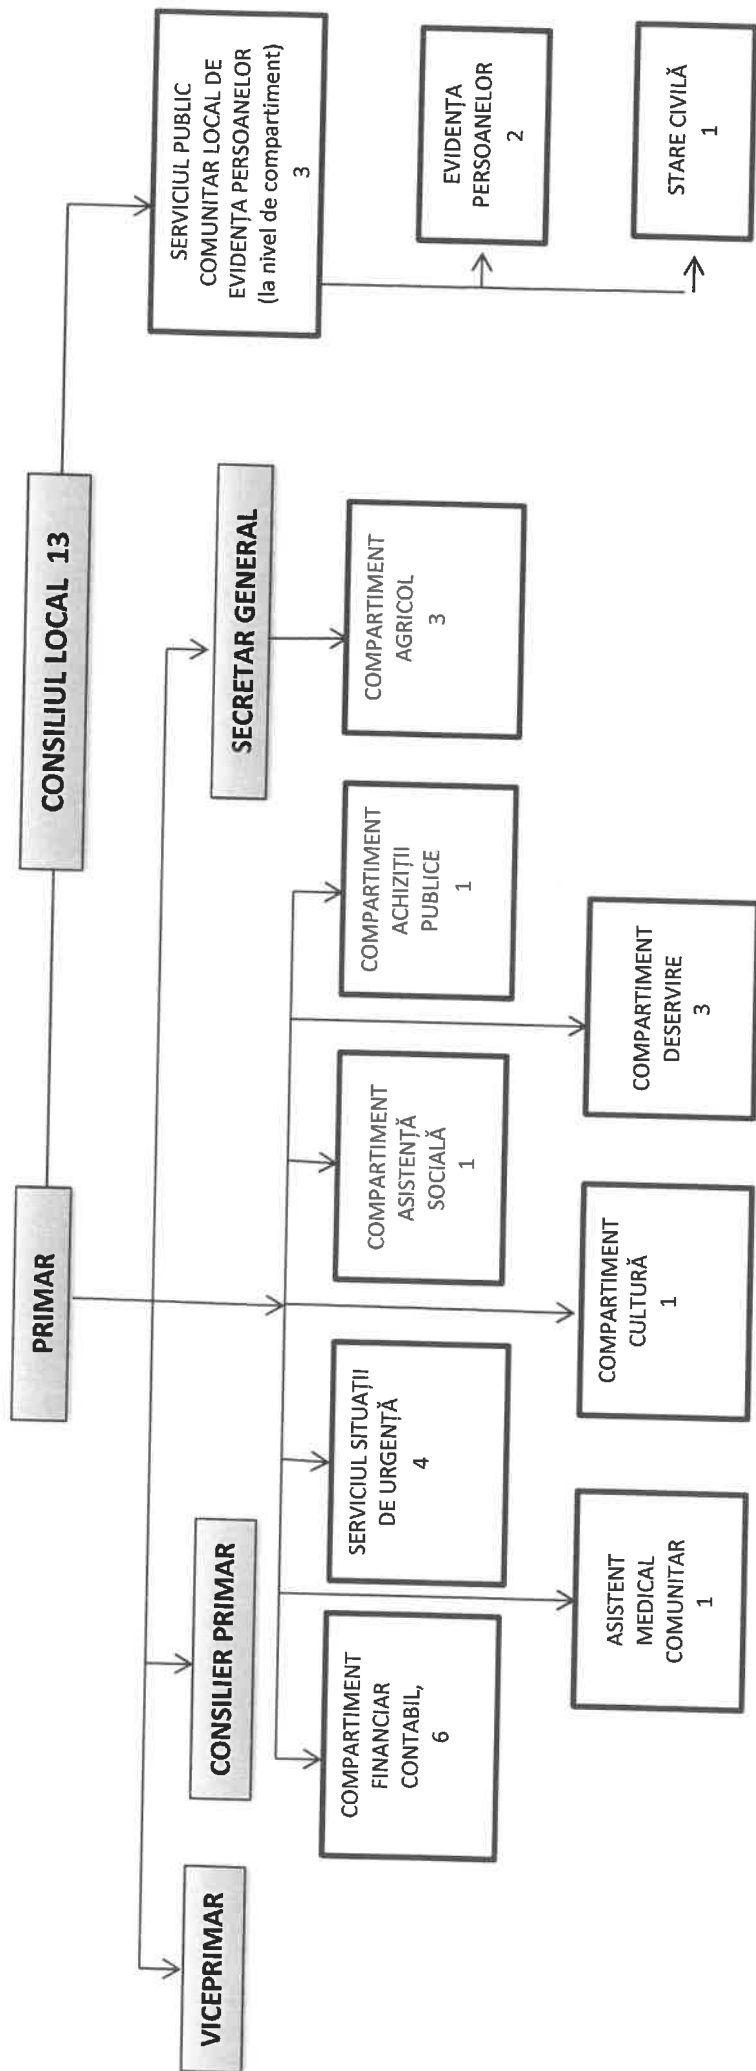 PRIMAR
CONSILIUL LOCAL 13
VICEPRIMAR
CONSILIER PRIMAR
SECRETAR GENERAL
SERVICIUL PUBLIC
COMUNITAR LOCAL DE
EVIDENȚA PERSOANELOR
(la nivel de compartiment)
3
COMPARTIMENT
FINANCIAR
CONTABIL,
6
SERVICIUL SITUAȚII
DE URGENȚĂ
4
COMPARTIMENT
ASISTENȚĂ
SOCIALĂ
1
COMPARTIMENT
ACHIZIȚII
PUBLICE
1
COMPARTIMENT
AGRICOL
3
EVIDENȚA
PERSOANELOR
2
ASISTENT
MEDICAL
COMUNITAR
1
COMPARTIMENT
CULTURĂ
1
COMPARTIMENT
DESERVIRE
3
STARE CIVILĂ
1